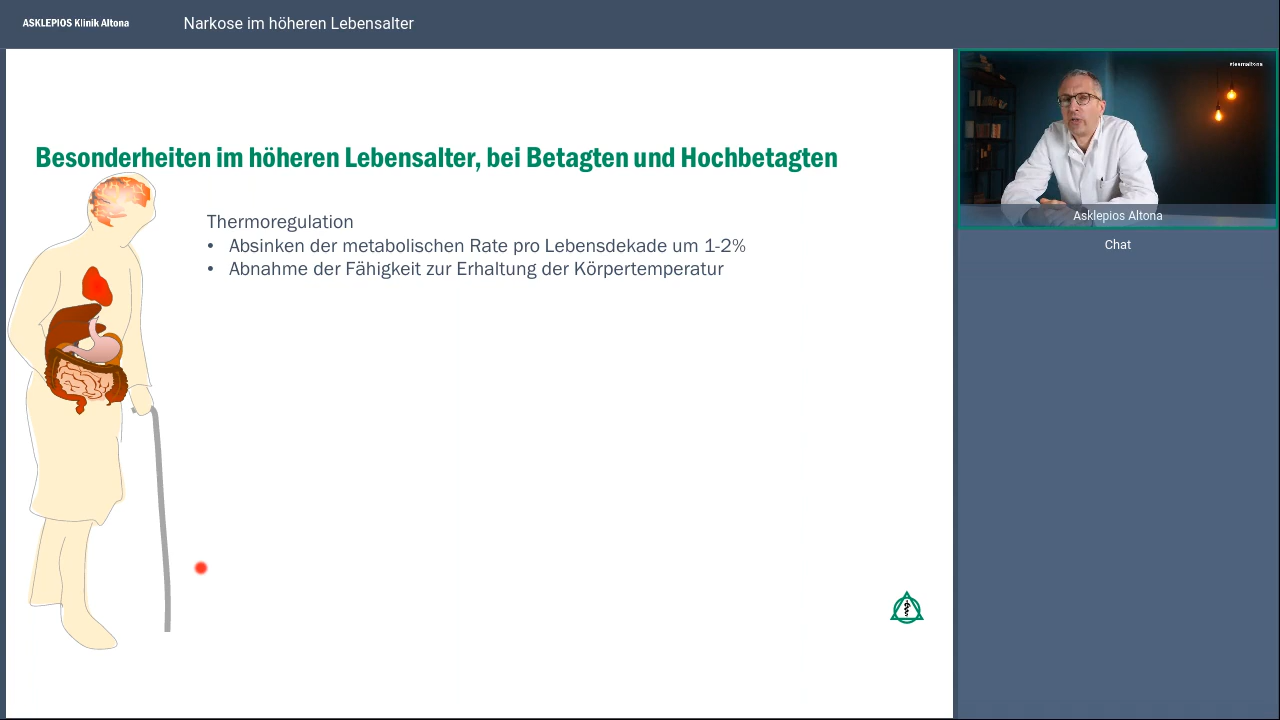 ASKLEPIOS Klinik Altona
Narkose im höheren Lebensalter
#teamaltona
Besonderheiten im höheren Lebensalter, bei Betagten und Hochbetagten
Thermoregulation
• Absinken der metabolischen Rate pro Lebensdekade um 1-2%
• Abnahme der Fähigkeit zur Erhaltung der Körpertemperatur
Asklepios Altona
Chat